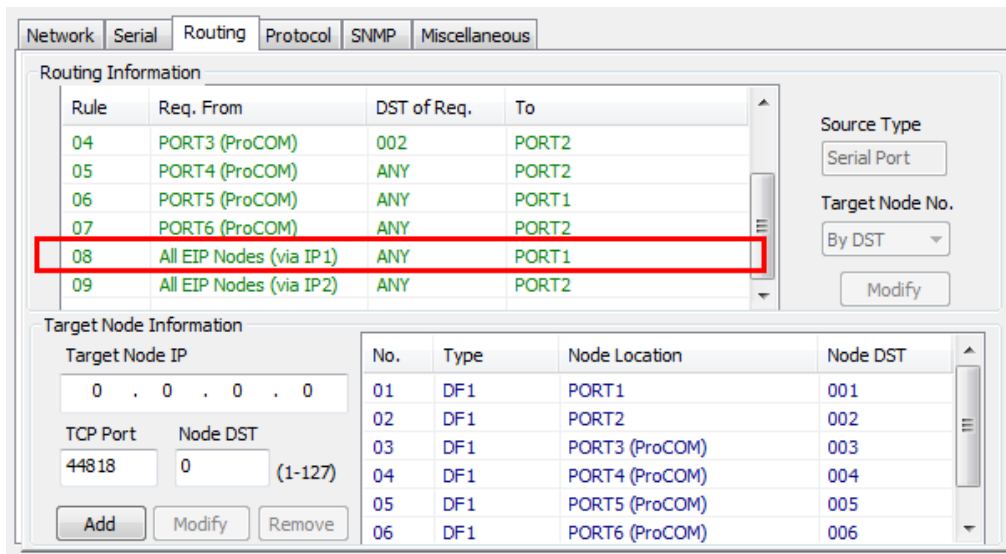 Network Serial Routing Protocol SNMP Miscellaneous
Routing Information
Rule Req. From DST of Req. To
04 PORT3 (ProCOM) 002 PORT2
05 PORT4 (ProCOM) ANY PORT2
06 PORT5 (ProCOM) ANY PORT1
07 PORT6 (ProCOM) ANY PORT2
08 All EIP Nodes (via IP1) ANY PORT1
09 All EIP Nodes (via IP2) ANY PORT2
Source Type
Serial Port
Target Node No.
By DST
Modify
Target Node Information
Target Node IP
0 . 0 . 0 . 0
TCP Port Node DST
44818 0 (1-127)
Add Modify Remove
No. Type Node Location Node DST
01 DF1 PORT1 001
02 DF1 PORT2 002
03 DF1 PORT3 (ProCOM) 003
04 DF1 PORT4 (ProCOM) 004
05 DF1 PORT5 (ProCOM) 005
06 DF1 PORT6 (ProCOM) 006